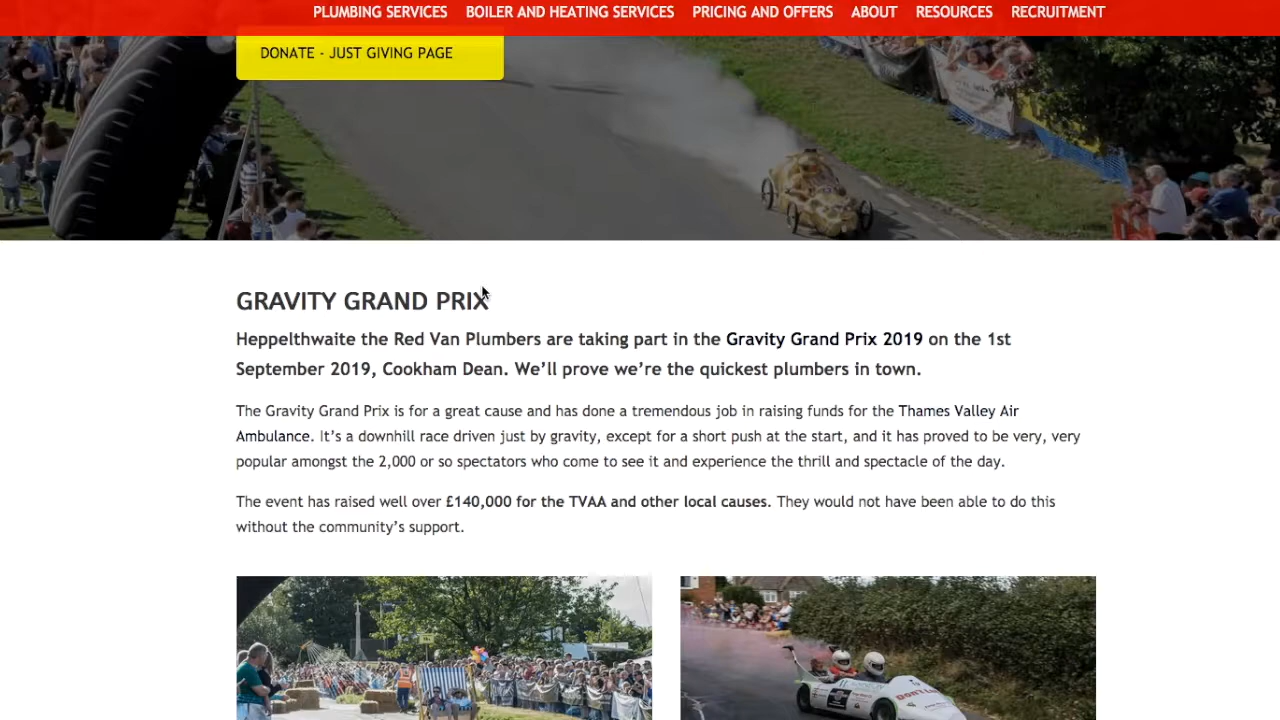 PLUMBING SERVICES BOILER AND HEATING SERVICES PRICING AND OFFERS ABOUT RESOURCES RECRUITMENT
DONATE - JUST GIVING PAGE
GRAVITY GRAND PRIX
Heppelthwaite the Red Van Plumbers are taking part in the Gravity Grand Prix 2019 on the 1st
September 2019, Cookham Dean. We’ll prove we’re the quickest plumbers in town.
The Gravity Grand Prix is for a great cause and has done a tremendous job in raising funds for the Thames Valley Air
Ambulance. It’s a downhill race driven just by gravity, except for a short push at the start, and it has proved to be very, very
popular amongst the 2,000 or so spectators who come to see it and experience the thrill and spectacle of the day.
The event has raised well over £140,000 for the TVAA and other local causes. They would not have been able to do this
without the community’s support.